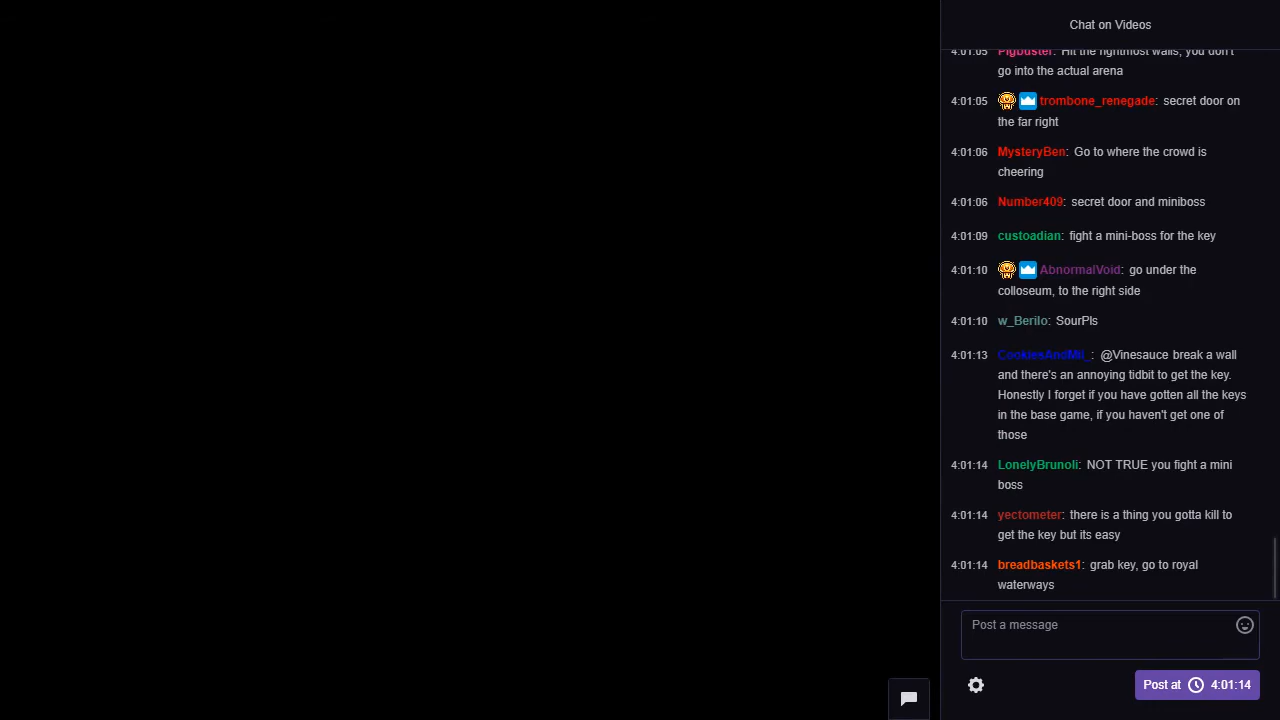 Chat on Videos
4:01:05 Pigbuster: Hit the rightmost walls, you don't
go into the actual arena
4:01:05 trombone_renegade: secret door on
the far right
4:01:06 MysteryBen: Go to where the crowd is
cheering
4:01:06 Number409: secret door and miniboss
4:01:09 custoadian: fight a mini-boss for the key
4:01:10 AbnormalVoid: go under the
colloseum, to the right side
4:01:10 w_Berilo: SourPls
4:01:13 CookiesAndMil_: @Vinesauce break a wall
and there's an annoying tidbit to get the key.
Honestly I forget if you have gotten all the keys
in the base game, if you haven't get one of
those
4:01:14 LonelyBrunoli: NOT TRUE you fight a mini
boss
4:01:14 yectometer: there is a thing you gotta kill to
get the key but its easy
4:01:14 breadbaskets1: grab key, go to royal
waterways
Post a message
Post at 4:01:14